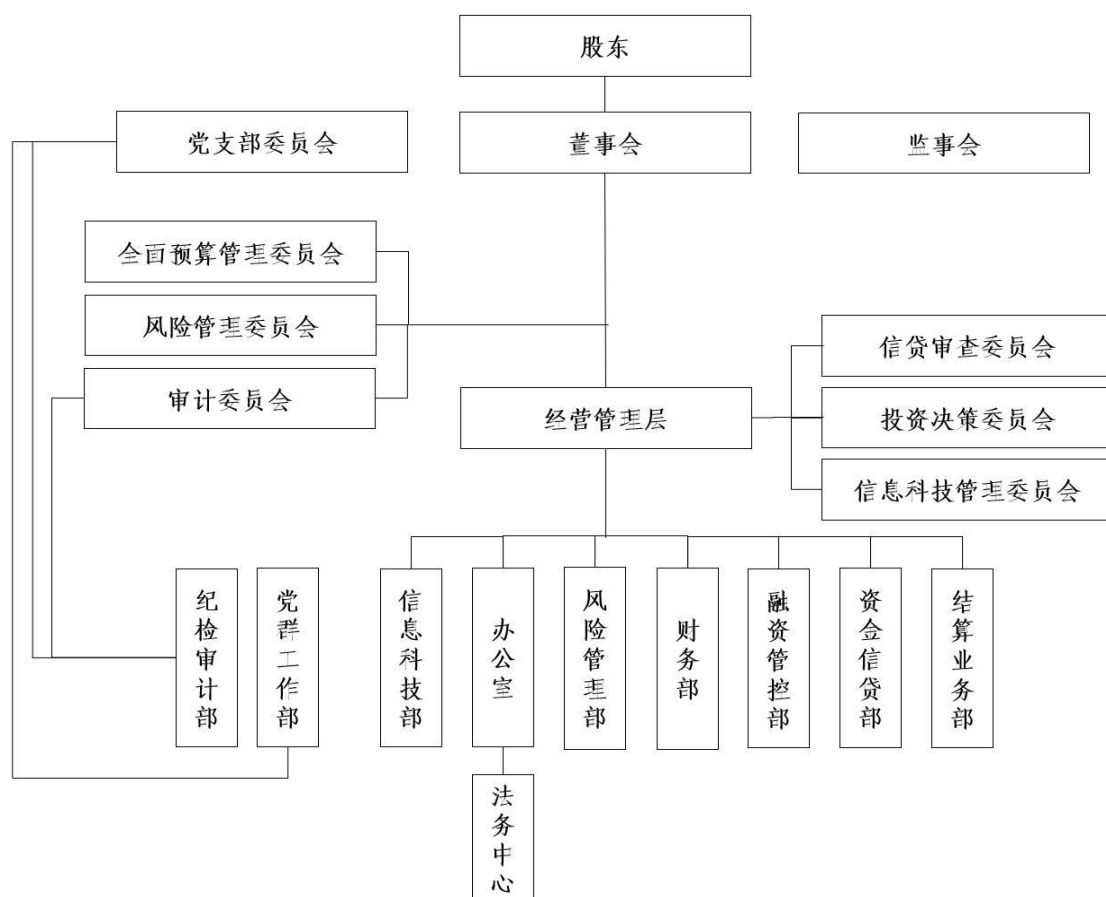 股东
党支部委员会
董事会
监事会
全面预算管理委员会
风险管理委员会
审计委员会
信贷审查委员会
经营管理层
投资决策委员会
信息科技管理委员会
纪检审计部
党群工作部
信息科技部
办公室
风险管理部
财务部
融资管控部
资金信贷部
结算业务部
法务中心